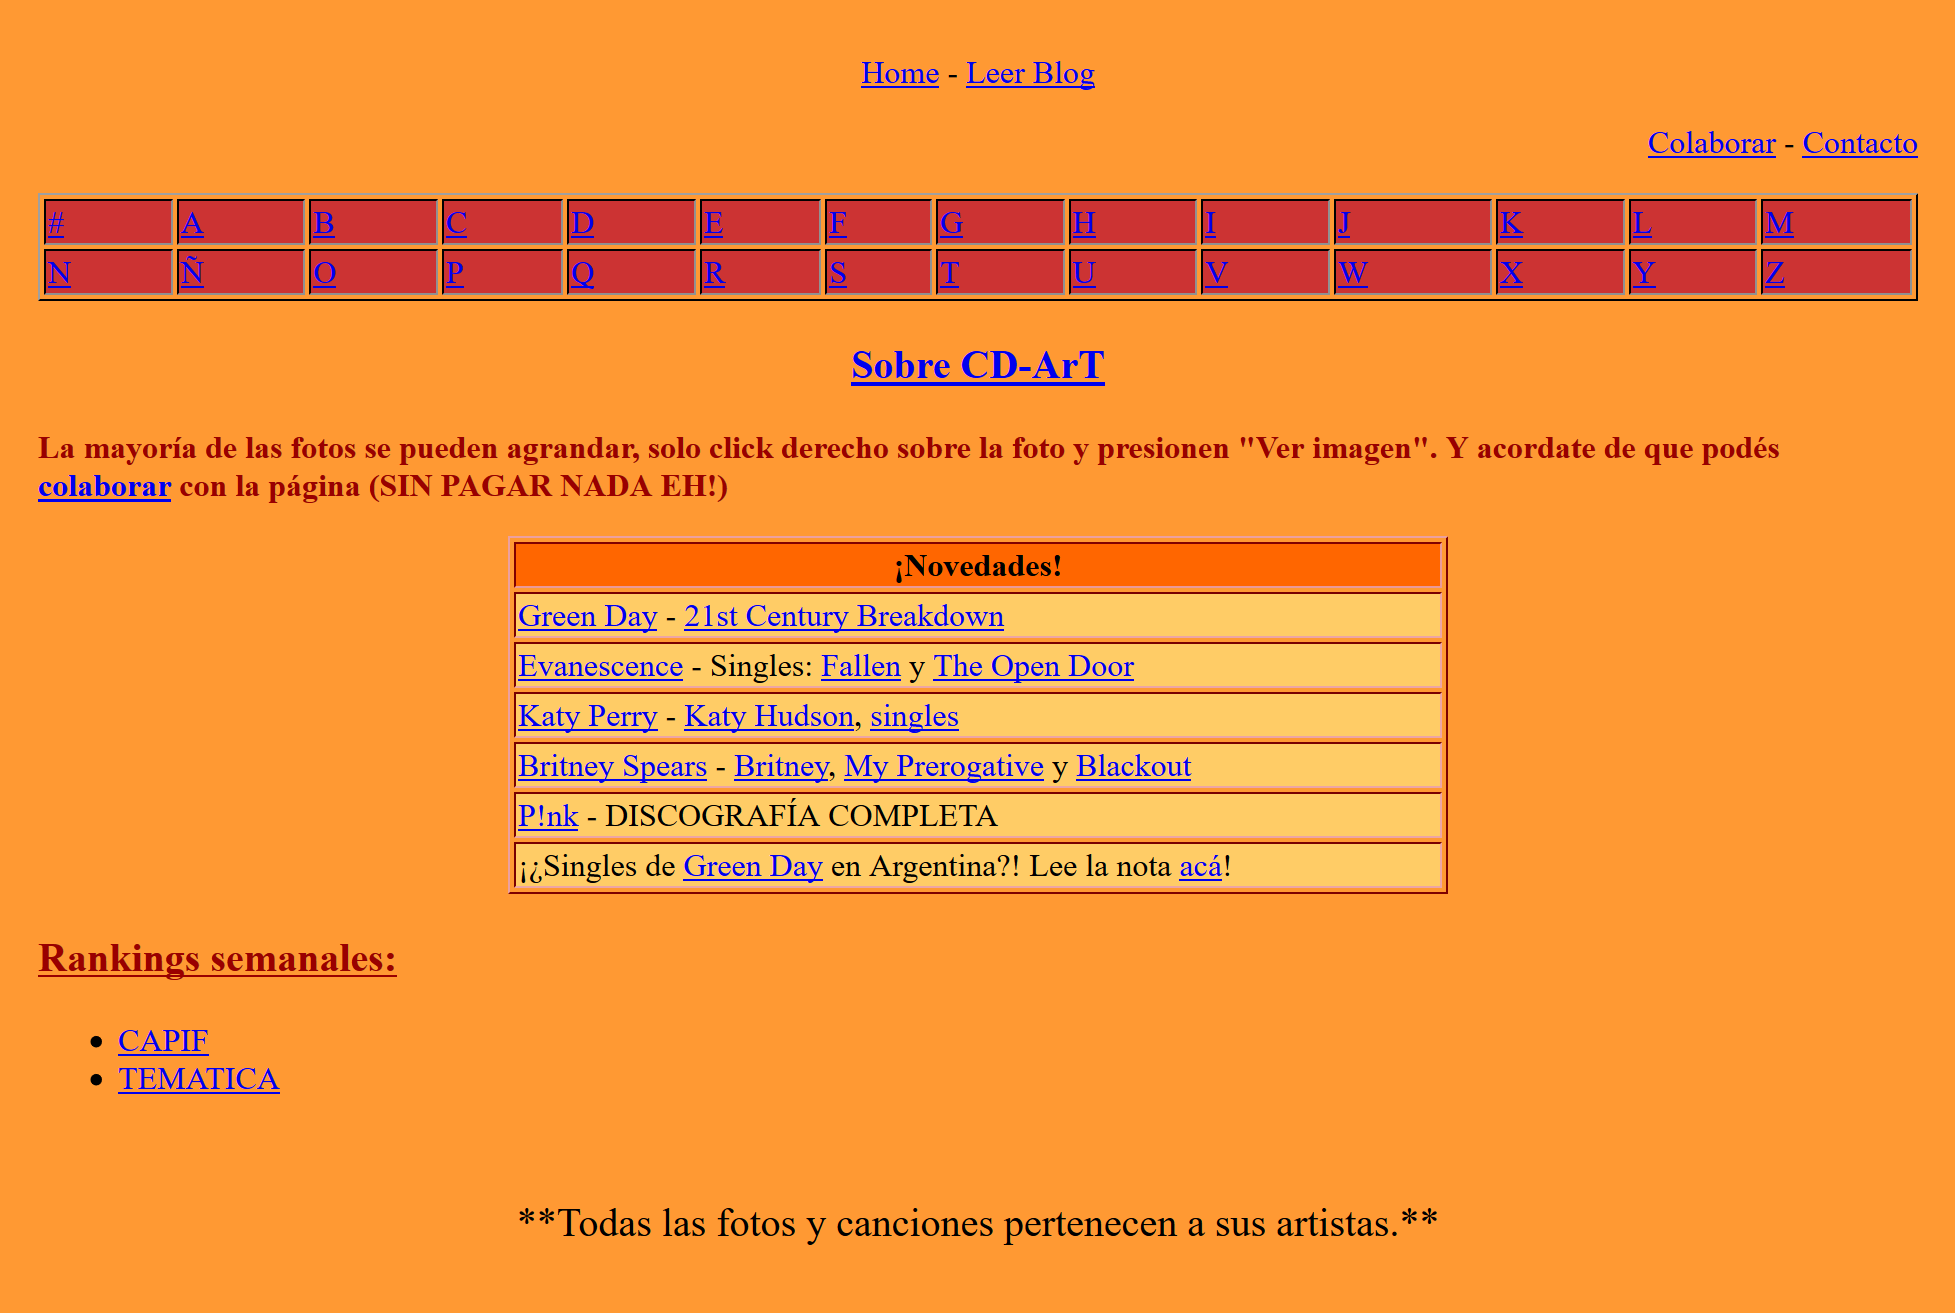 Home - Leer Blog
Colaborar - Contacto
# A B C D E F G H I J K L M
N Ñ O P Q R S T U V W X Y Z
Sobre CD-ArT
La mayoría de las fotos se pueden agrandar, solo click derecho sobre la foto y presionen "Ver imagen". Y acordate de que podés
colaborar con la página (SIN PAGAR NADA EH!)
¡Novedades!
Green Day - 21st Century Breakdown
Evanescence - Singles: Fallen y The Open Door
Katy Perry - Katy Hudson, singles
Britney Spears - Britney, My Prerogative y Blackout
P!nk - DISCOGRAFÍA COMPLETA
¡¿Singles de Green Day en Argentina?! Lee la nota acá!
Rankings semanales:
• CAPIF
• TEMATICA
**Todas las fotos y canciones pertenecen a sus artistas.**